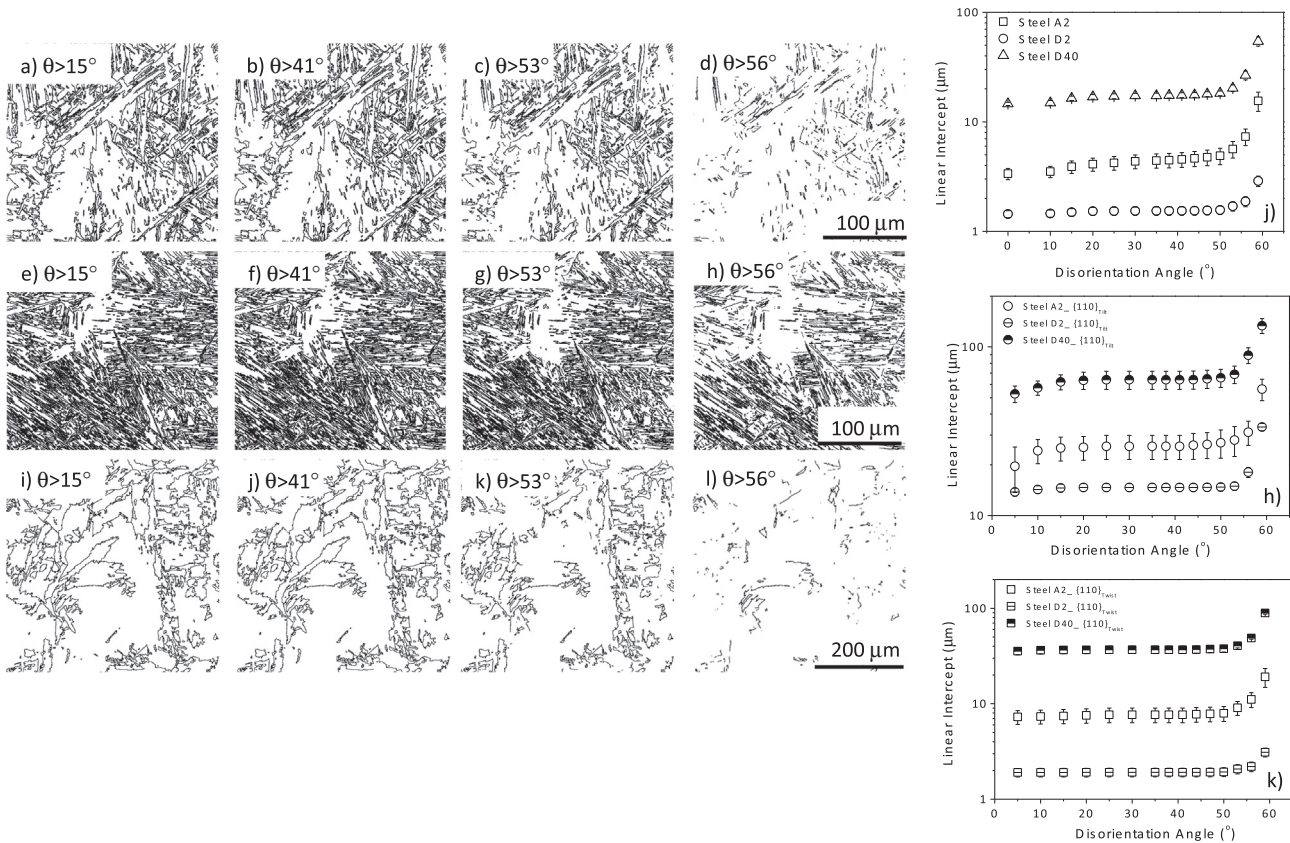 a) θ>15°
b) θ>41°
c) θ>53°
d) θ>56°
100 μm
e) θ>15°
f) θ>41°
g) θ>53°
h) θ>56°
100 μm
i) θ>15°
j) θ>41°
k) θ>53°
l) θ>56°
200 μm
Steel A2
Steel D2
Steel D40
100
10
1
Linear Intercept (μm)
0 10 20 30 40 50 60
Disorientation Angle (°)
j)
Steel A2_ {110}Tilt
Steel D2_ {110}Tilt
Steel D40_ {110}Tilt
100
10
Linear Intercept (μm)
0 10 20 30 40 50 60
Disorientation Angle (°)
h)
Steel A2_ {110}Twist
Steel D2_ {110}Twist
Steel D40_ {110}Twist
100
10
1
Linear Intercept (μm)
0 10 20 30 40 50 60
Disorientation Angle (°)
k)